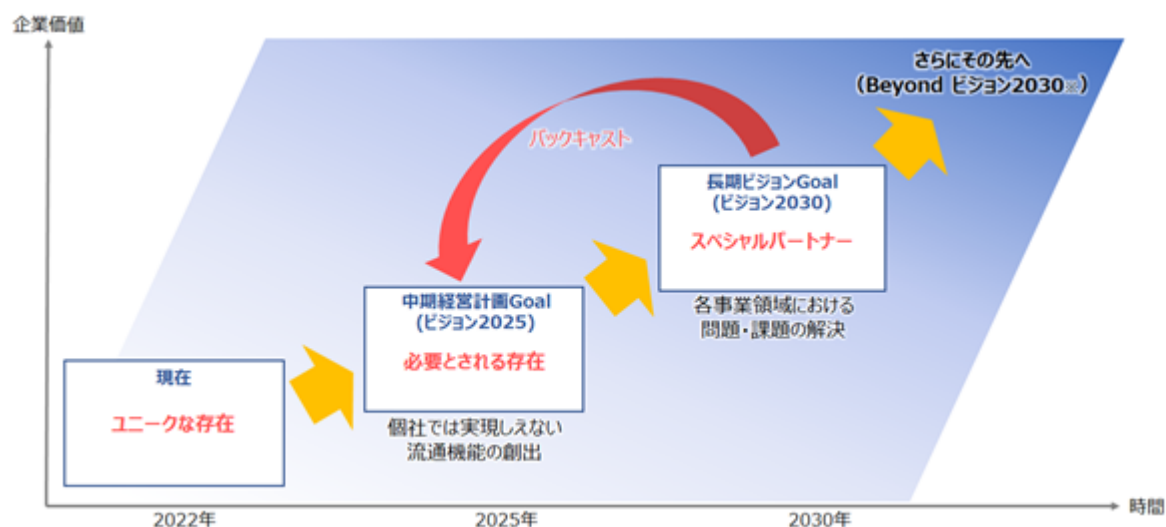 企業価値
さらにその先へ
（Beyond ビジョン2030※）
バックキャスト
長期ビジョンGoal
(ビジョン2030)
スペシャルパートナー
各事業領域における
問題・課題の解決
中期経営計画Goal
(ビジョン2025)
必要とされる存在
個社では実現しえない
流通機能の創出
現在
ユニークな存在
2022年
2025年
2030年
時間